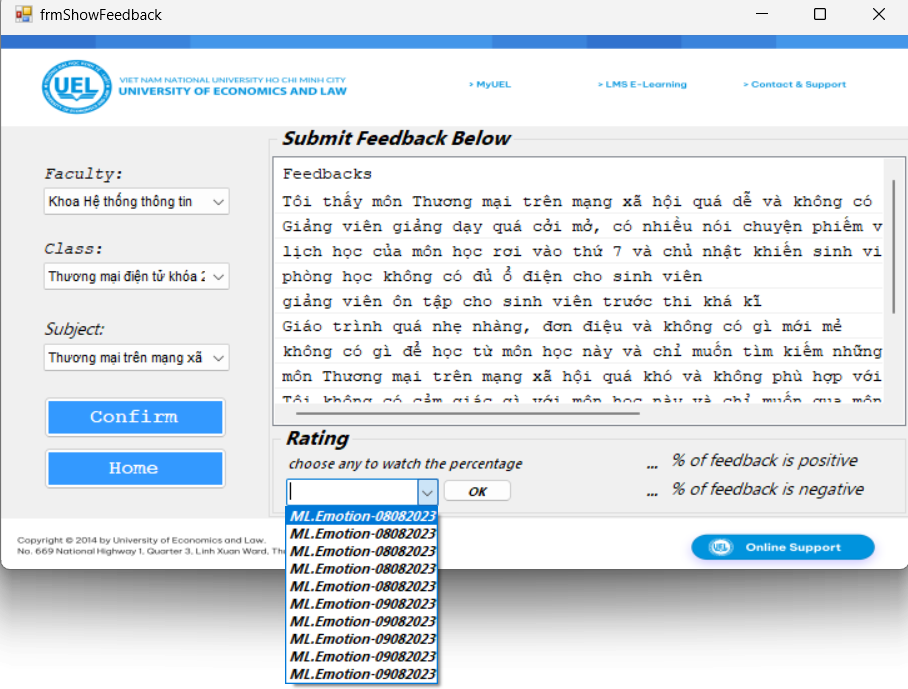 frmShowFeedback
UEL
VIET NAM NATIONAL UNIVERSITY HO CHI MINH CITY
UNIVERSITY OF ECONOMICS AND LAW
> MyUEL
> LMS E-Learning
> Contact & Support
Faculty:
Khoa Hệ thống thông tin
Class:
Thương mại điện tử khóa 2
Subject:
Thương mại trên mạng xã
Confirm
Home
Submit Feedback Below
Feedbacks
Tôi thấy môn Thương mại trên mạng xã hội quá dễ và không có
Giảng viên giảng dạy quá cởi mở, có nhiều nói chuyện phiếm v
lịch học của môn học rơi vào thứ 7 và chủ nhật khiến sinh vi
phòng học không có đủ ổ điện cho sinh viên
giảng viên ôn tập cho sinh viên trước thi khá kĩ
Giáo trình quá nhẹ nhàng, đơn điệu và không có gì mới mẻ
không có gì để học từ môn học này và chỉ muốn tìm kiếm những
môn Thương mại trên mạng xã hội quá khó và không phù hợp với
Tôi không có cảm giác gì với môn học này và chỉ muốn qua môn
Rating
choose any to watch the percentage
OK
... % of feedback is positive
... % of feedback is negative
ML.Emotion-08082023
ML.Emotion-08082023
ML.Emotion-08082023
ML.Emotion-08082023
ML.Emotion-08082023
ML.Emotion-09082023
ML.Emotion-09082023
ML.Emotion-09082023
ML.Emotion-09082023
ML.Emotion-09082023
Copyright © 2014 by University of Economics and Law.
No. 669 National Highway 1, Quarter 3, Linh Xuan Ward, Th
UEL
Online Support